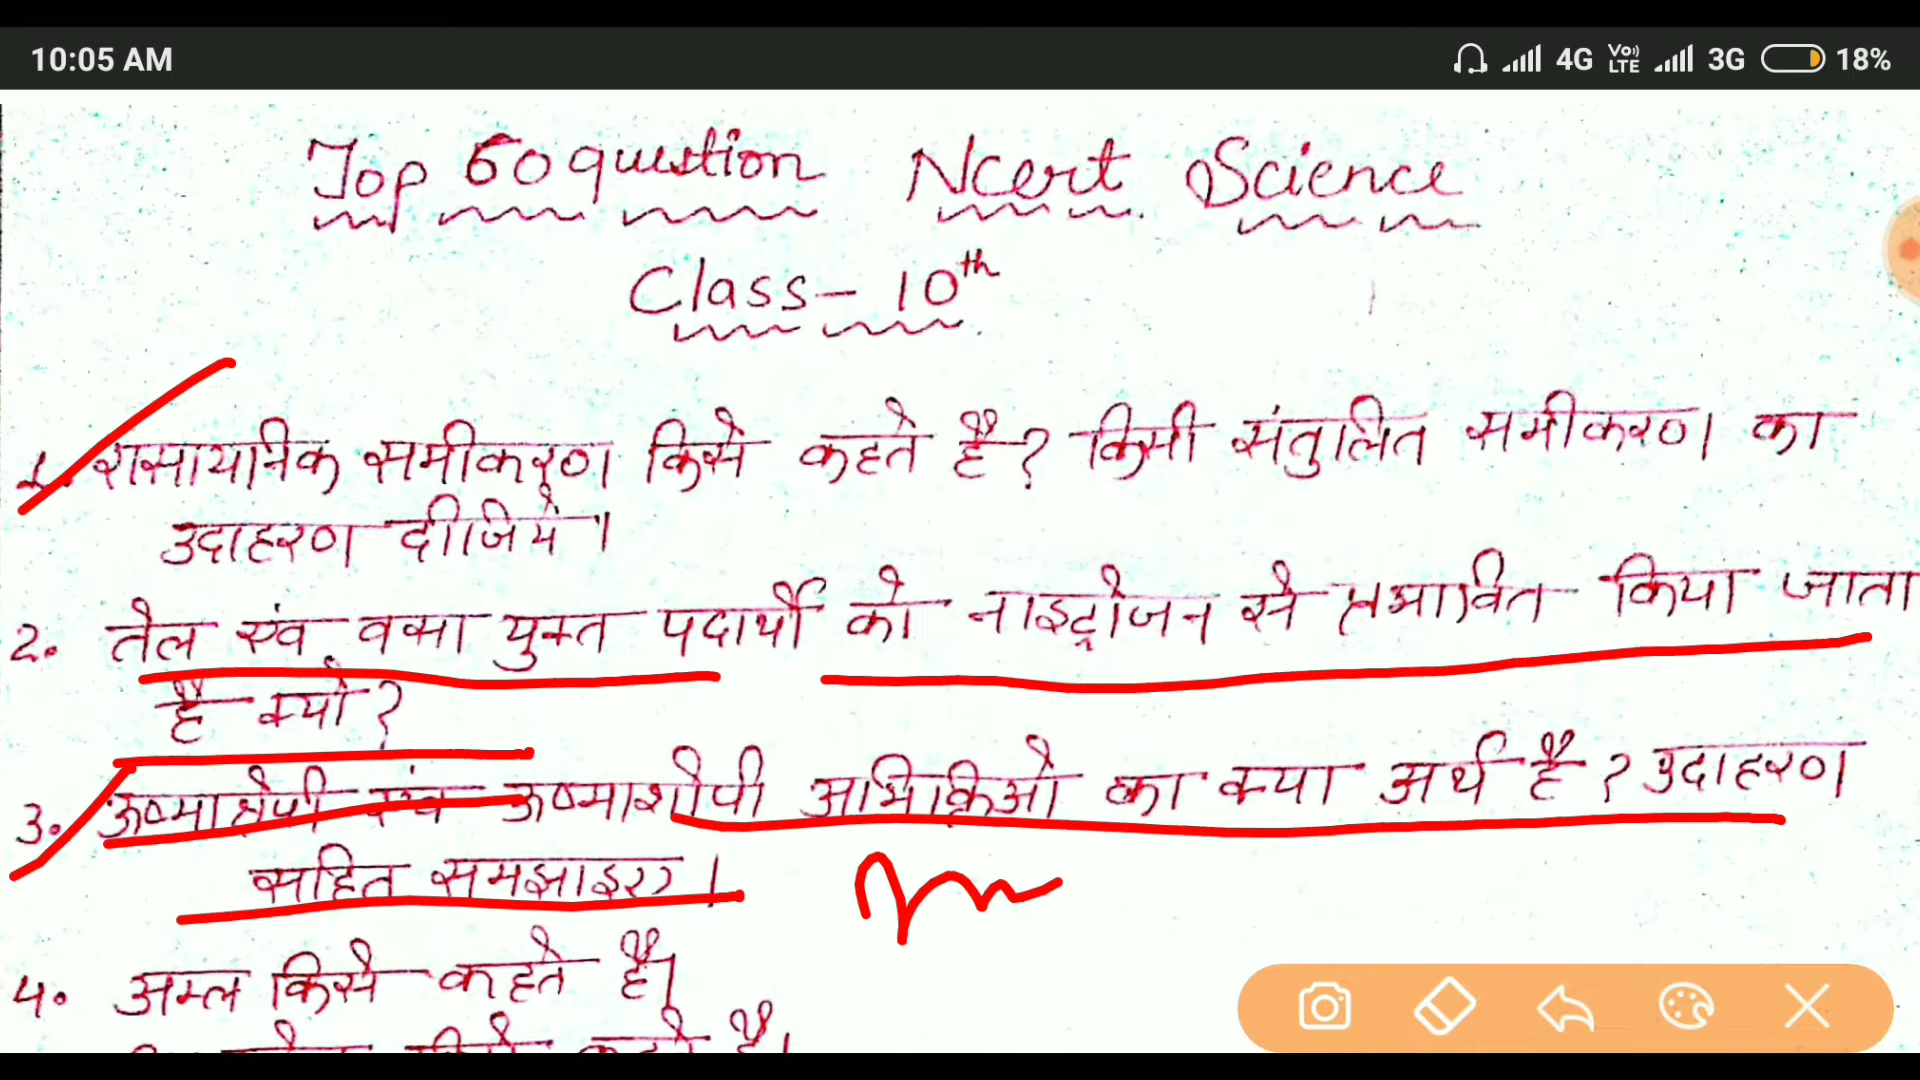 10:05 AM 4G Vo)) LTE 3G 18%
Top 60 question Ncert Science
Class - 10th
1. रासायनिक समीकरण किसे कहते है? किसी संतुलित समीकरण का
उदाहरण दीजिये।
2. तेल एंव वसा युक्त पदार्थो को नाइट्रोजन से प्रभावित किया जाता
है क्यो?
3. ऊष्माक्षेपी एंव ऊष्माशोषी अभिक्रिओ का क्या अर्थ है? उदाहरण
सहित समझाइए।
4. अम्ल किसे कहते है।